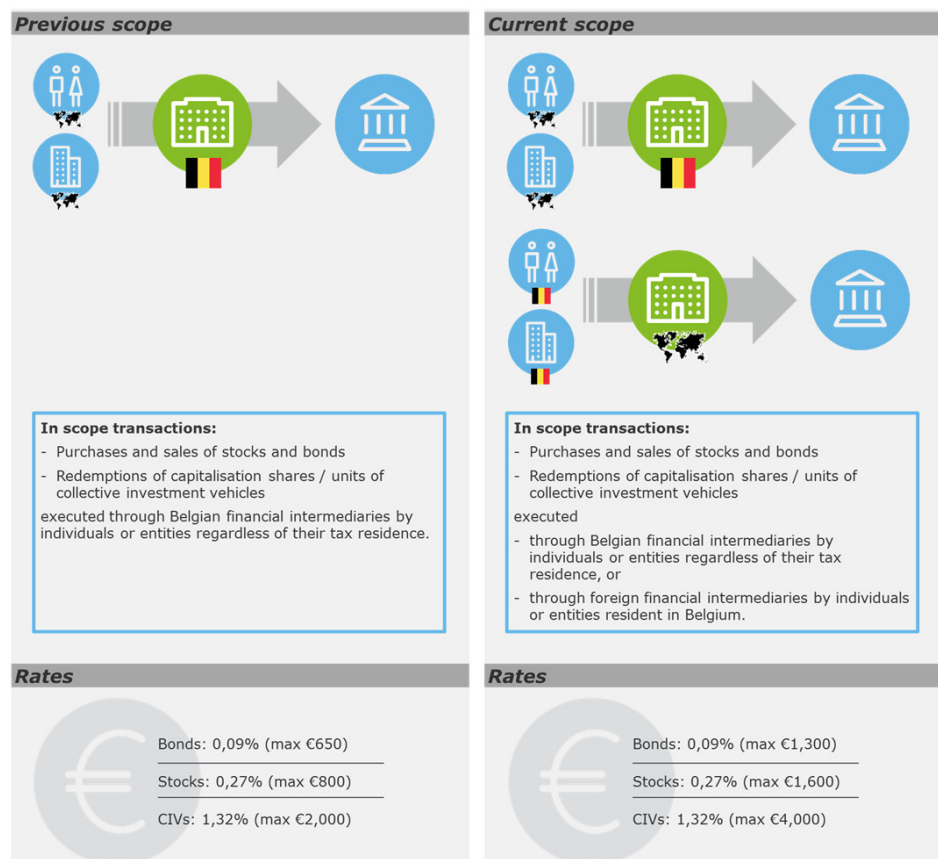 Previous scope
In scope transactions:
- Purchases and sales of stocks and bonds
- Redemptions of capitalisation shares / units of
collective investment vehicles
executed through Belgian financial intermediaries by
individuals or entities regardless of their tax residence.
Rates
Bonds: 0,09% (max €650)
Stocks: 0,27% (max €800)
CIVs: 1,32% (max €2,000)
Current scope
In scope transactions:
- Purchases and sales of stocks and bonds
- Redemptions of capitalisation shares / units of
collective investment vehicles
executed
- through Belgian financial intermediaries by
individuals or entities regardless of their tax
residence, or
- through foreign financial intermediaries by individuals
or entities resident in Belgium.
Rates
Bonds: 0,09% (max €1,300)
Stocks: 0,27% (max €1,600)
CIVs: 1,32% (max €4,000)